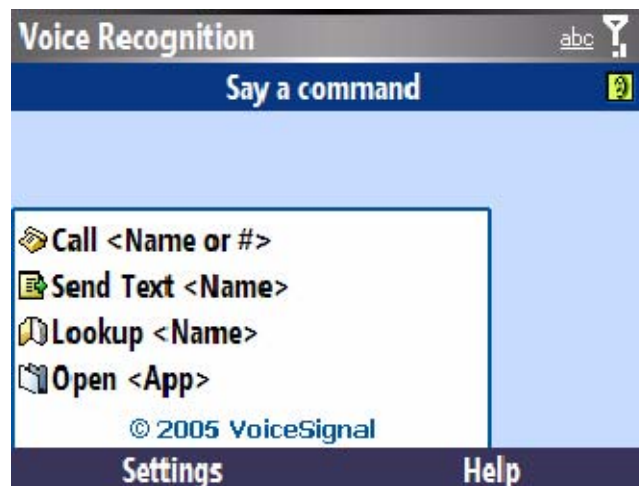 Voice Recognition abc
Say a command
Call <Name or #>
Send Text <Name>
Lookup <Name>
Open <App>
© 2005 VoiceSignal
Settings Help